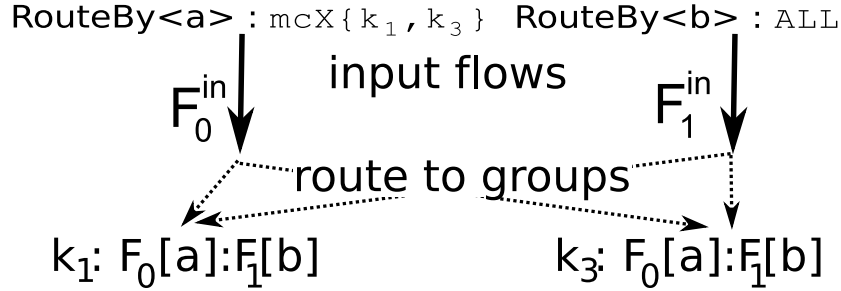 RouteBy<a> : mcX{k₁,k₃} RouteBy<b> : ALL
input flows
F₀ⁱⁿ F₁ⁱⁿ
route to groups
k₁: F₀[a]:F₁[b] k₃: F₀[a]:F₁[b]